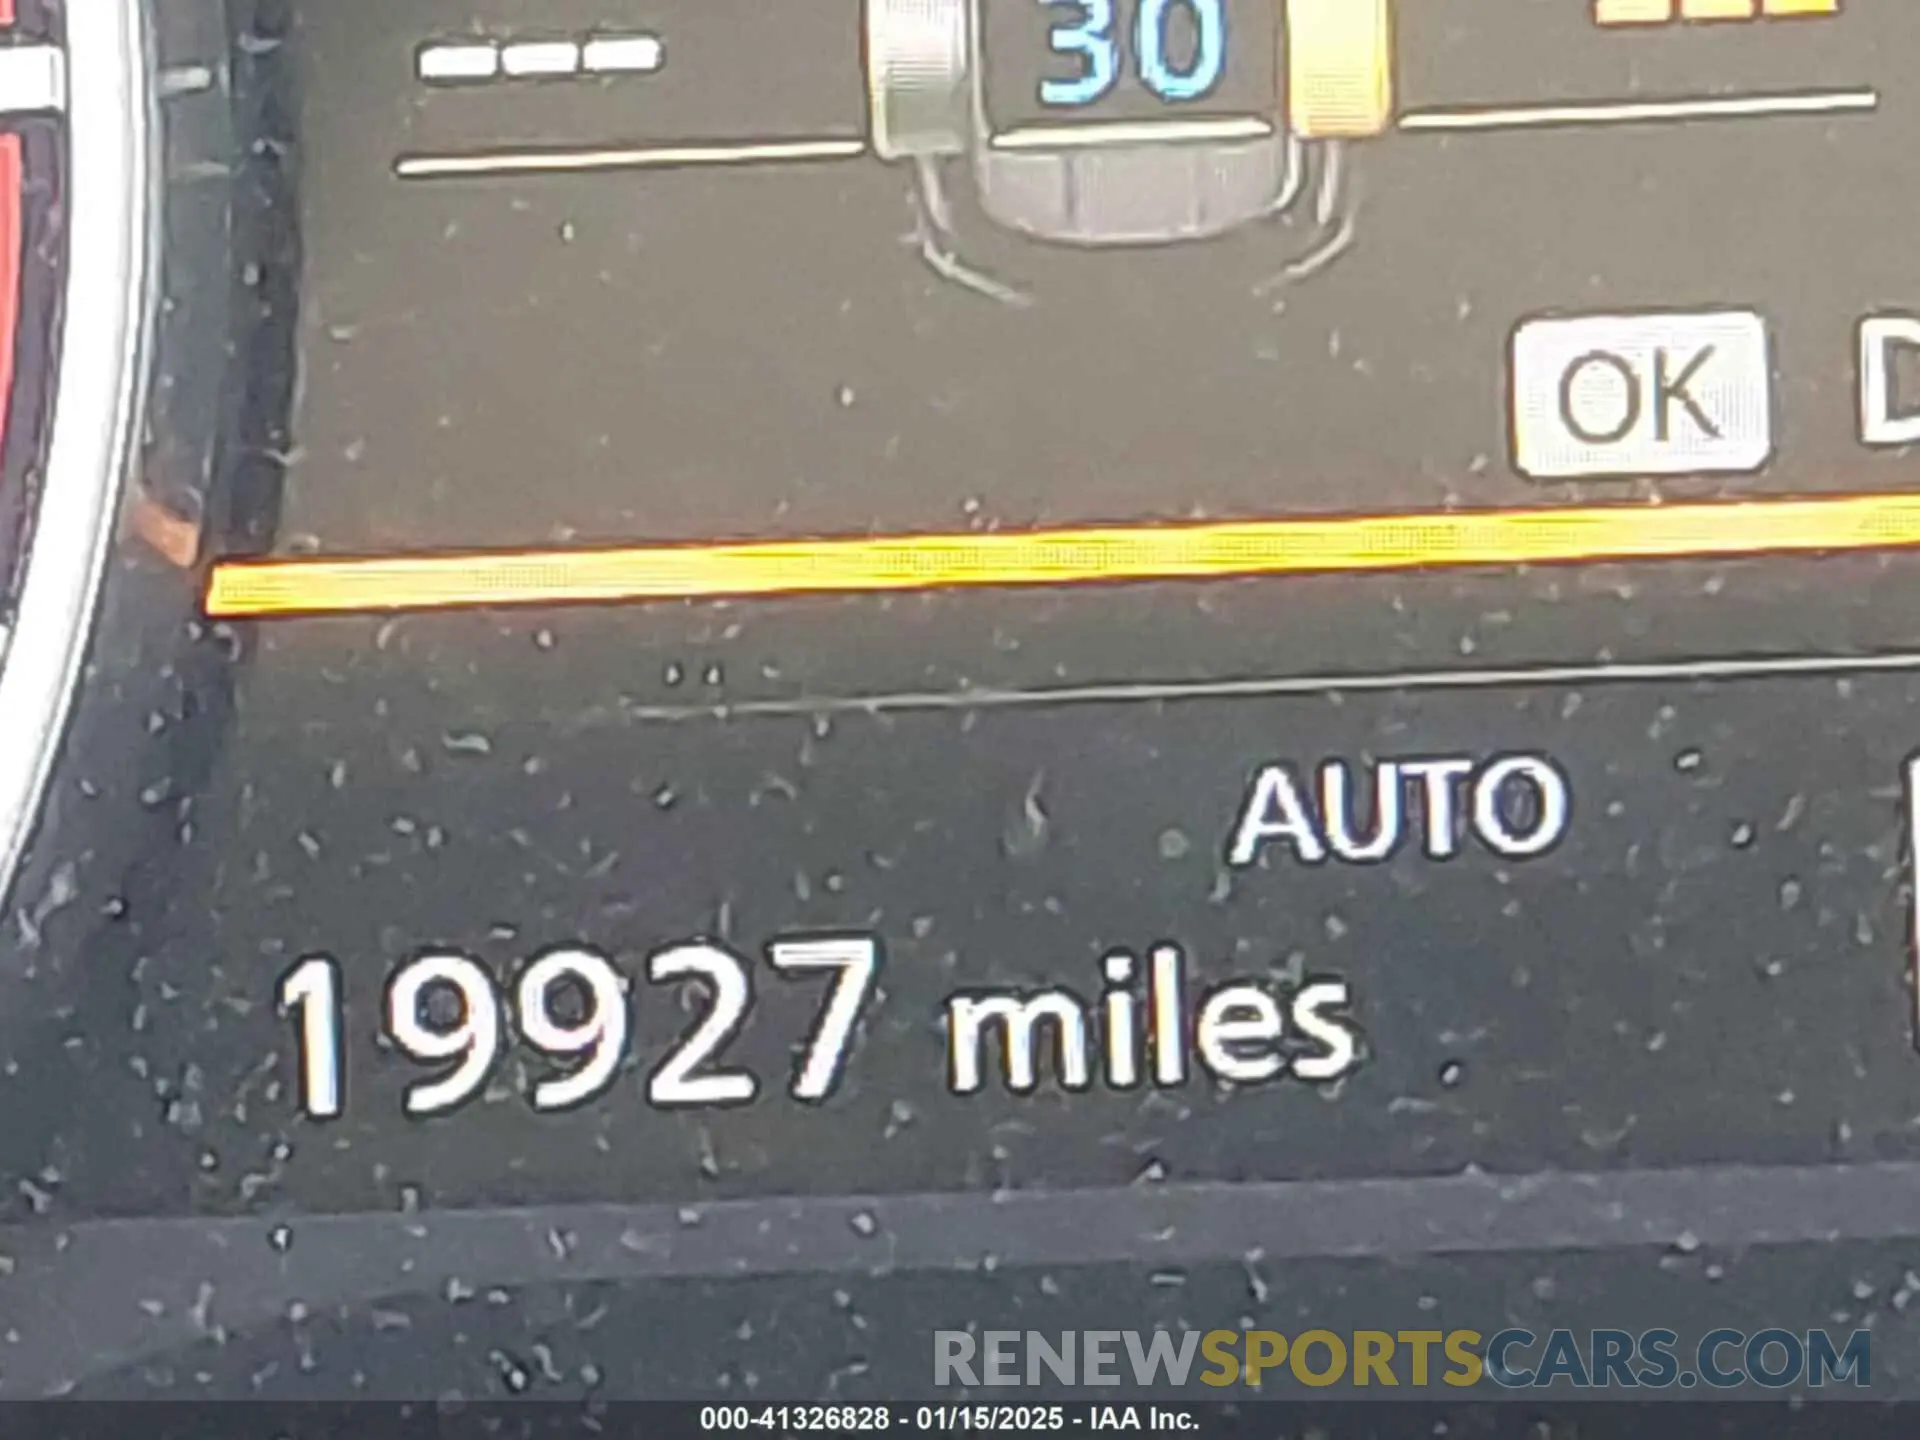 30
OK D
AUTO
19927 miles
RENEWSPORTSCARS.COM
000-41326828 - 01/15/2025 - IAA Inc.